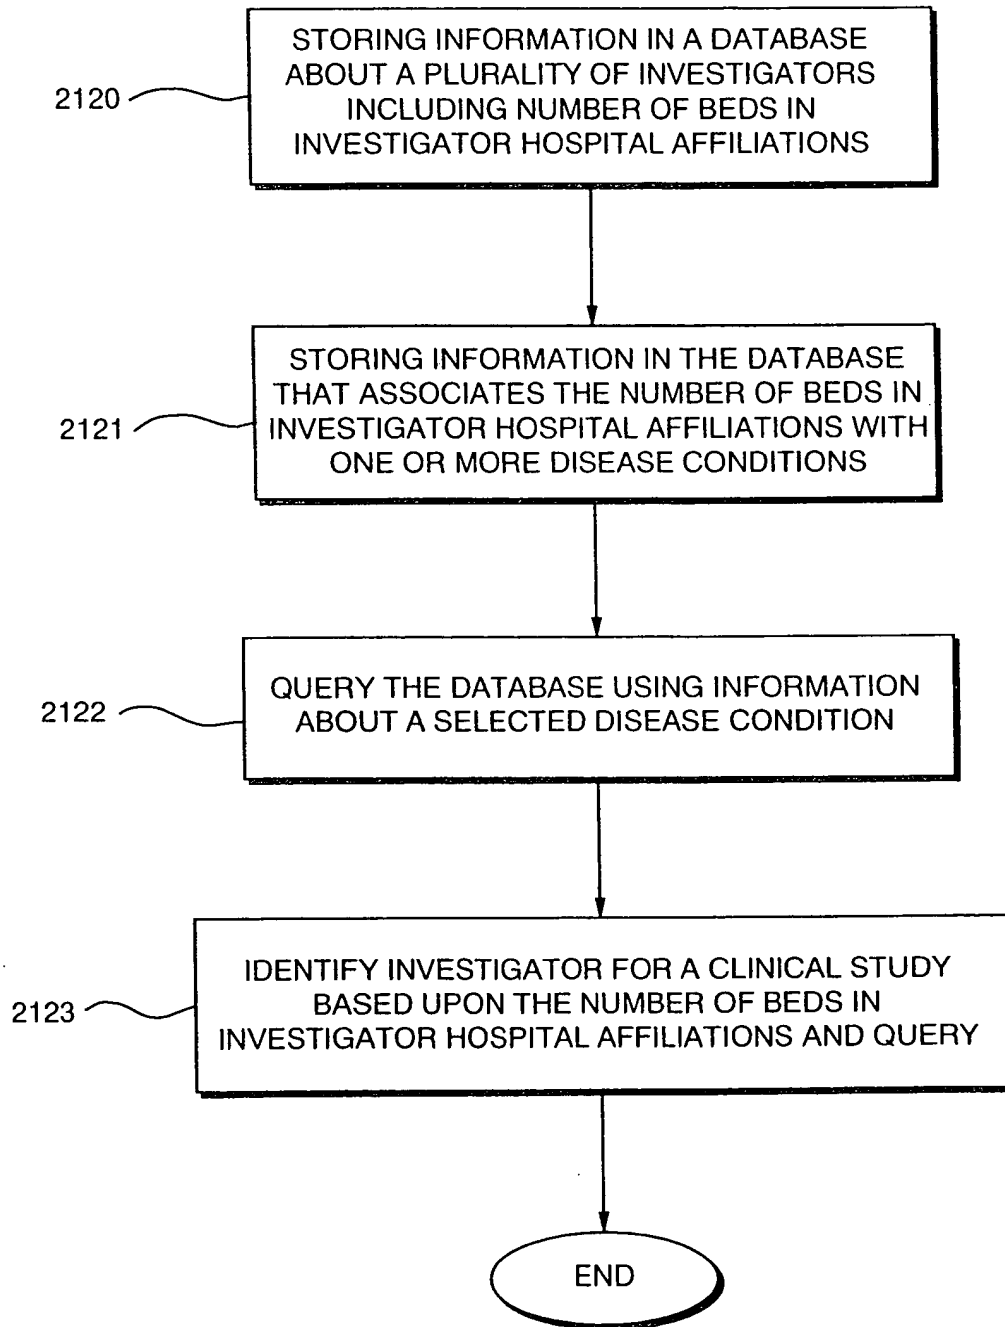 STORING INFORMATION IN A DATABASE
ABOUT A PLURALITY OF INVESTIGATORS
INCLUDING NUMBER OF BEDS IN
INVESTIGATOR HOSPITAL AFFILIATIONS
2120
STORING INFORMATION IN THE DATABASE
THAT ASSOCIATES THE NUMBER OF BEDS IN
INVESTIGATOR HOSPITAL AFFILIATIONS WITH
ONE OR MORE DISEASE CONDITIONS
2121
QUERY THE DATABASE USING INFORMATION
ABOUT A SELECTED DISEASE CONDITION
2122
IDENTIFY INVESTIGATOR FOR A CLINICAL STUDY
BASED UPON THE NUMBER OF BEDS IN
INVESTIGATOR HOSPITAL AFFILIATIONS AND QUERY
2123
END